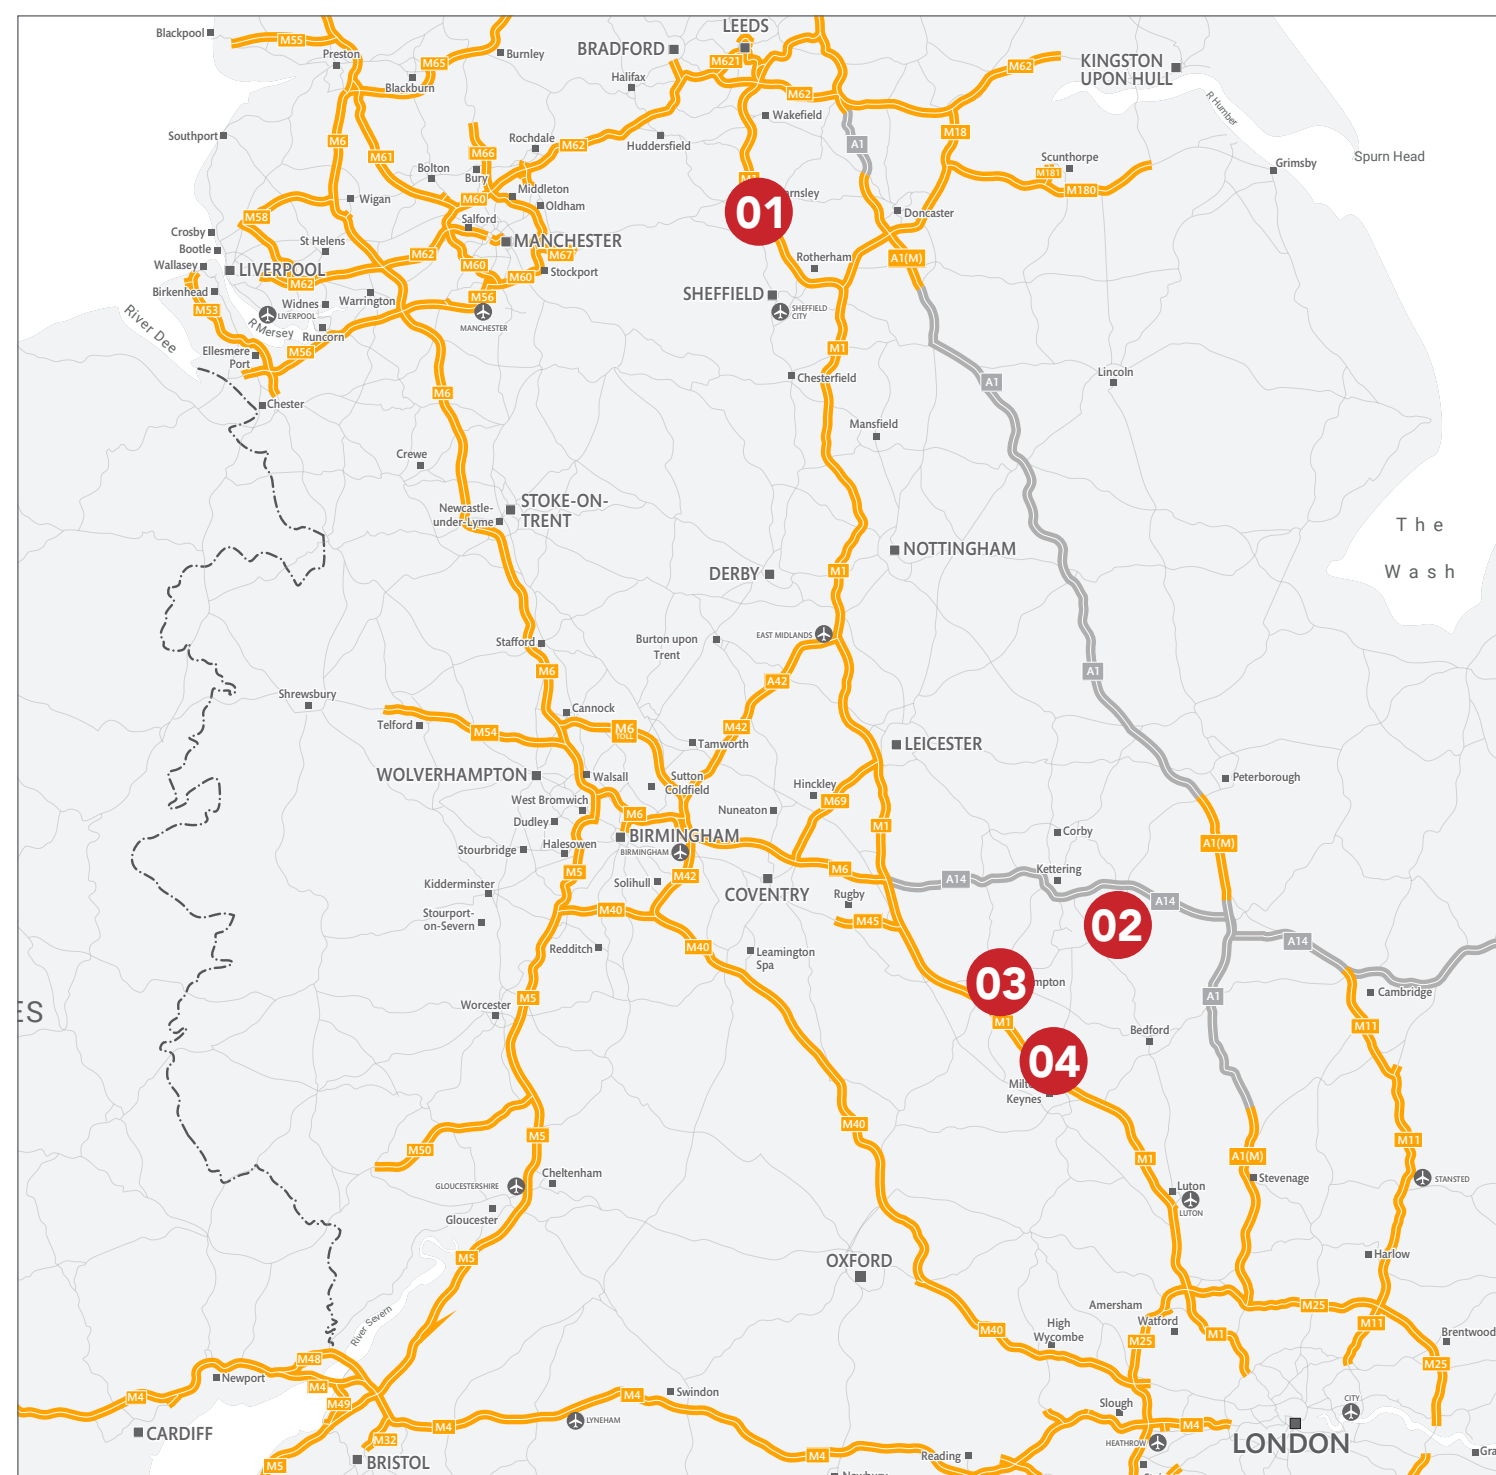 LEEDS
Blackpool
M55
Preston
M65
Burnley
BRADFORD
M621
Halifax
M62
M62
KINGSTON
UPON HULL
Blackburn
R Humber
Wakefield
Southport
M6
M61
Rochdale
M62
Huddersfield
A1
M18
M66
Bolton
Bury
Scunthorpe
M181
M180
Grimsby
Spurn Head
Middleton
Oldham
M60
Wigan
01
Doncaster
M58
Salford
Crosby
Bootle
St Helens
M62
MANCHESTER
M67
Wallasey
LIVERPOOL
M60
M60
Stockport
Rotherham
A1(M)
Birkenhead
M62
Widnes
Warrington
M56
SHEFFIELD
M53
LIVERPOOL
MANCHESTER
SHEFFIELD
CITY
River Dee
R Mersey
Runcorn
M56
Ellesmere
Port
M1
Chesterfield
Lincoln
A1
M6
Chester
Mansfield
Crewe
Newcastle-
under-Lyme
STOKE-ON-
TRENT
The
Wash
NOTTINGHAM
DERBY
M1
EAST MIDLANDS
Stafford
Burton upon
Trent
M6
A42
A1
Shrewsbury
Cannock
Telford
M54
M6
TOLL
M42
Tamworth
LEICESTER
WOLVERHAMPTON
Walsall
Sutton
Coldfield
Hinckley
Peterborough
West Bromwich
M69
Dudley
M6
Nuneaton
M1
Corby
A1(M)
Stourbridge
Halesowen
BIRMINGHAM
BIRMINGHAM
M5
M42
M6
A14
Kettering
Kidderminster
Solihull
COVENTRY
Rugby
A14
Stourport-
on-Severn
M40
M45
02
A14
Redditch
M40
Leamington
Spa
ES
Worcester
M5
03
mpton
M1
A1
Cambridge
M11
Bedford
04
Keynes
M40
M5
M50
M11
M1
A1(M)
Cheltenham
GLOUCESTERSHIRE
Luton
LUTON
Stevenage
STANSTED
Gloucester
M5
OXFORD
Harlow
River Severn
Amersham
M25
High
Wycombe
M40
Watford
M25
M1
M11
Brentwood
M25
M48
Newport
M4
M4
M49
M4
Swindon
Slough
M4
CITY
CARDIFF
M32
M4
LYNEHAM
HEATHROW
LONDON
M5
BRISTOL
M4
Reading